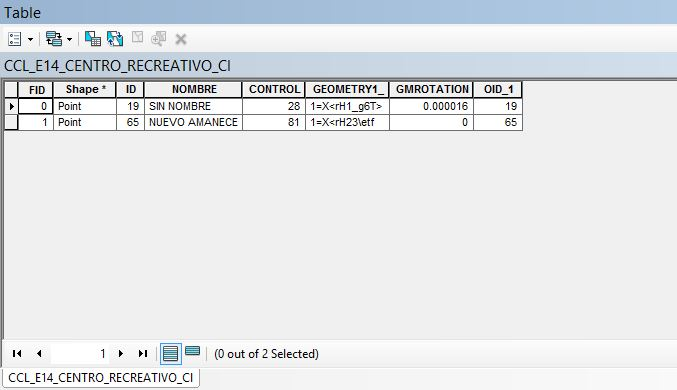 Table
CCL_E14_CENTRO_RECREATIVO_CI
FID Shape * ID NOMBRE CONTROL GEOMETRY1_ GMROTATION OID_1
0 Point 19 SIN NOMBRE 28 1=X<rH1_g6T> 0.000016 19
1 Point 65 NUEVO AMANECE 81 1=X<rH23\etf 0 65
1 (0 out of 2 Selected)
CCL_E14_CENTRO_RECREATIVO_CI